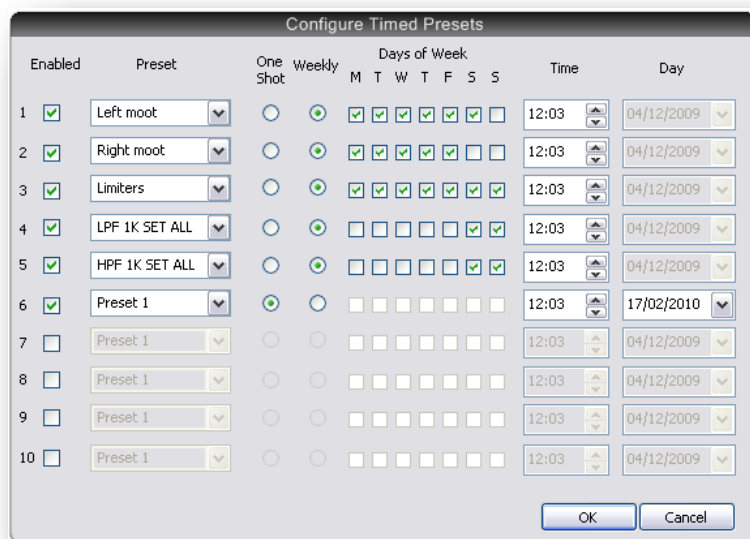 Configure Timed Presets
Enabled Preset One Shot Weekly Days of Week Time Day
M T W T F S S
1 Left moot 12:03 04/12/2009
2 Right moot 12:03 04/12/2009
3 Limiters 12:03 04/12/2009
4 LPF 1K SET ALL 12:03 04/12/2009
5 HPF 1K SET ALL 12:03 04/12/2009
6 Preset 1 12:03 17/02/2010
7 Preset 1 12:03 04/12/2009
8 Preset 1 12:03 04/12/2009
9 Preset 1 12:03 04/12/2009
10 Preset 1 12:03 04/12/2009
OK Cancel